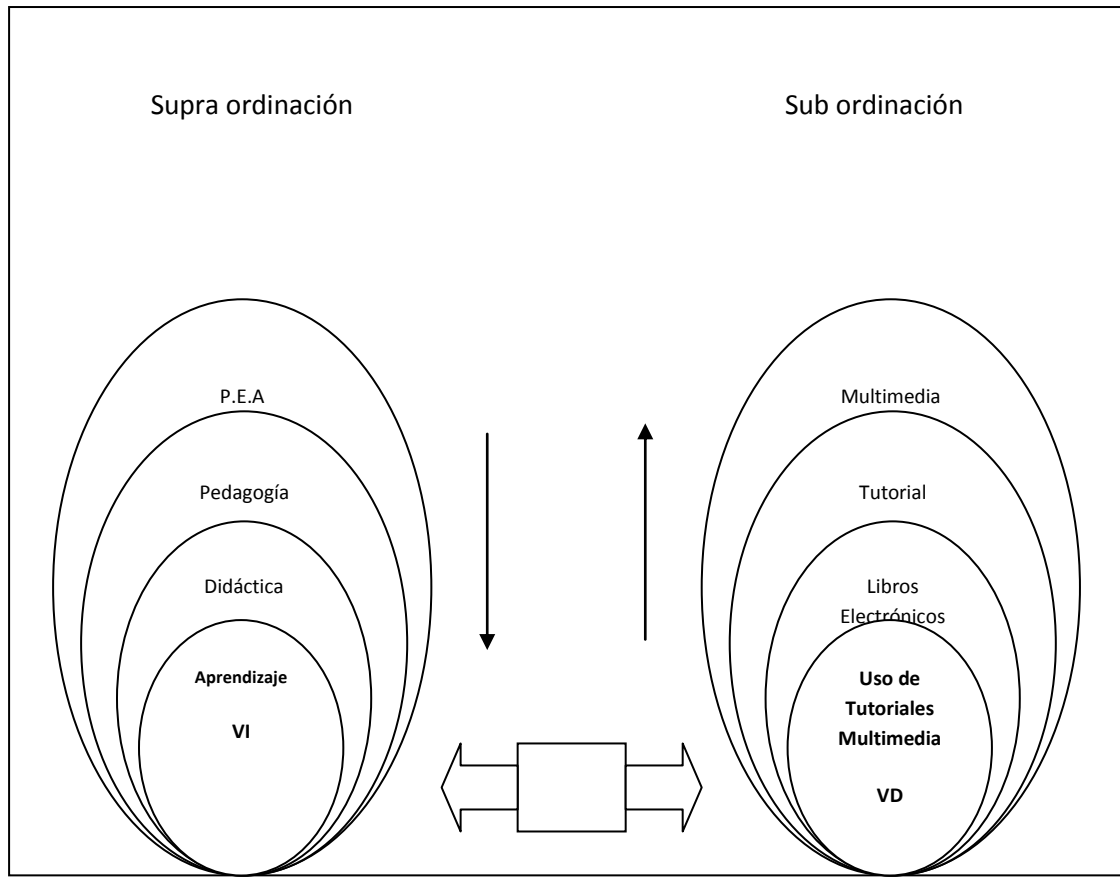 Supra ordinación
Sub ordinación
P.E.A
Pedagogía
Didáctica
Aprendizaje
VI
Multimedia
Tutorial
Libros
Electrónicos
Uso de
Tutoriales
Multimedia
VD